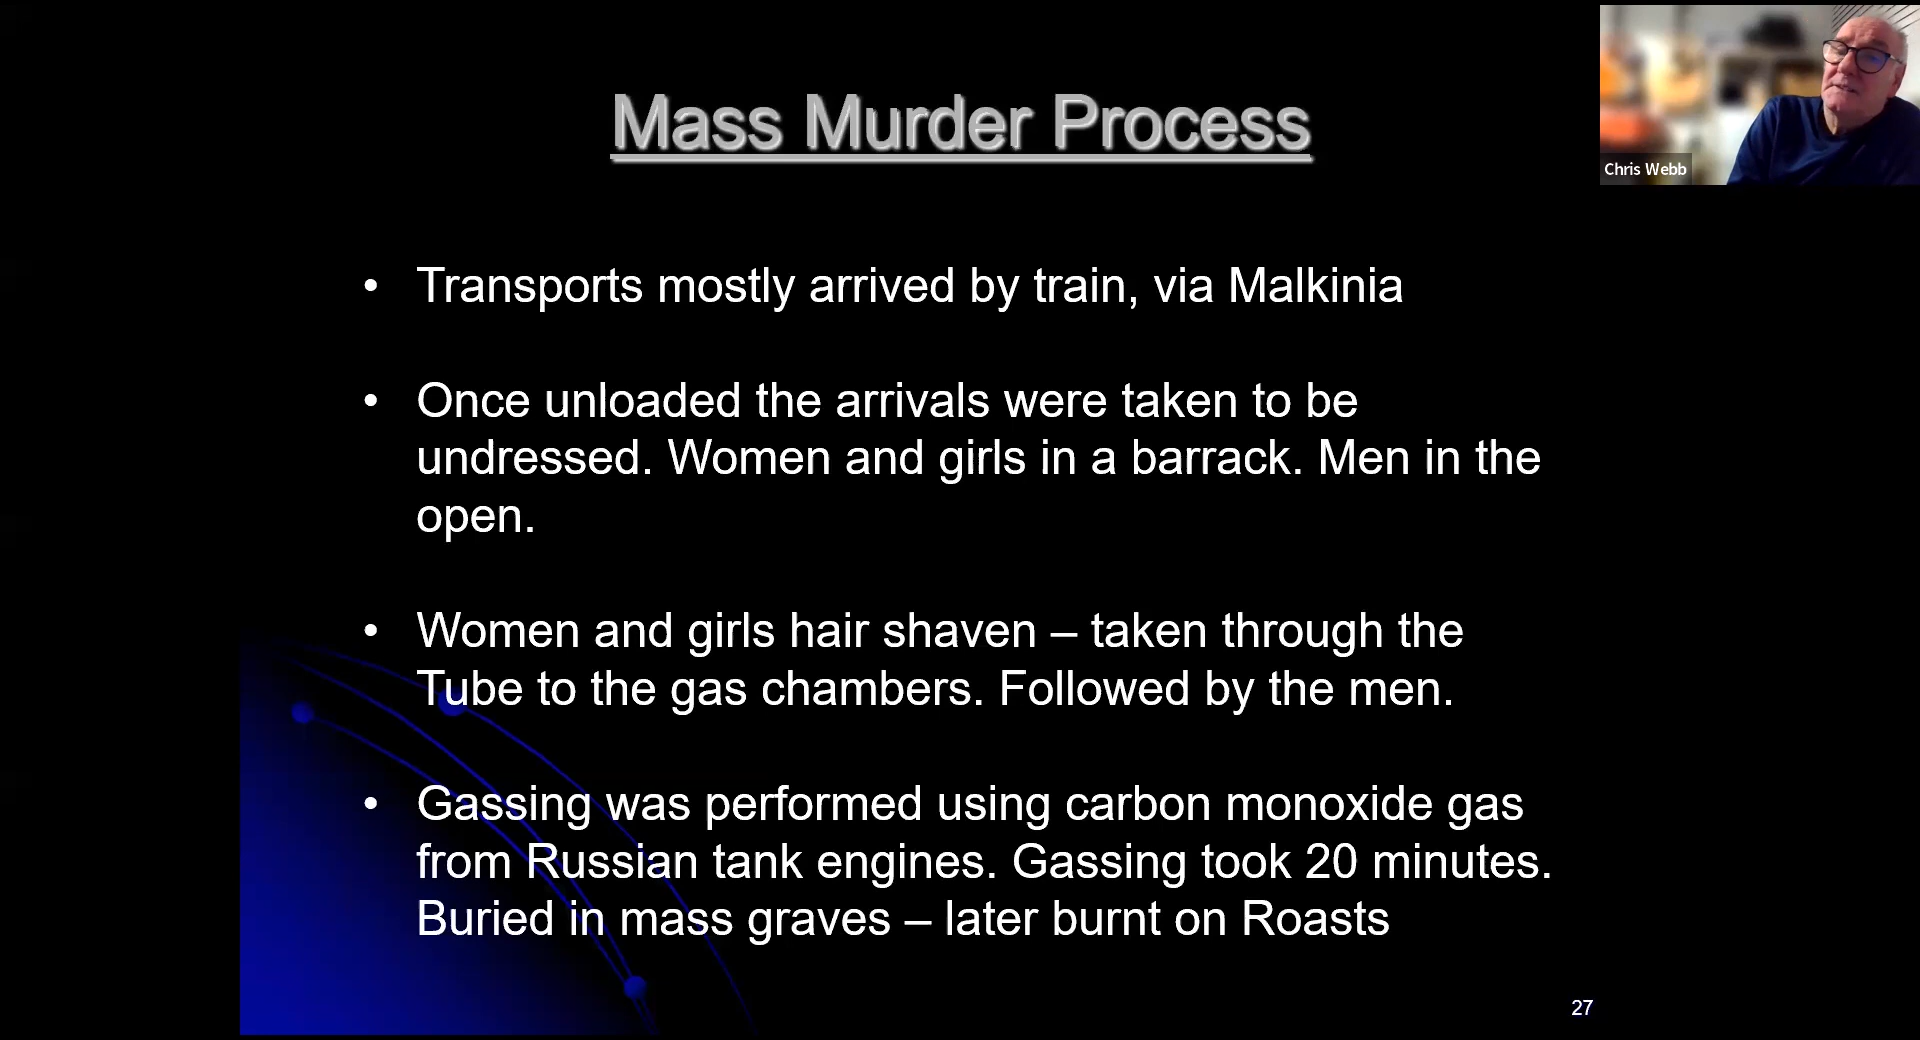 Mass Murder Process
Chris Webb
• Transports mostly arrived by train, via Malkinia
• Once unloaded the arrivals were taken to be
undressed. Women and girls in a barrack. Men in the
open.
• Women and girls hair shaven – taken through the
Tube to the gas chambers. Followed by the men.
• Gassing was performed using carbon monoxide gas
from Russian tank engines. Gassing took 20 minutes.
Buried in mass graves – later burnt on Roasts
27